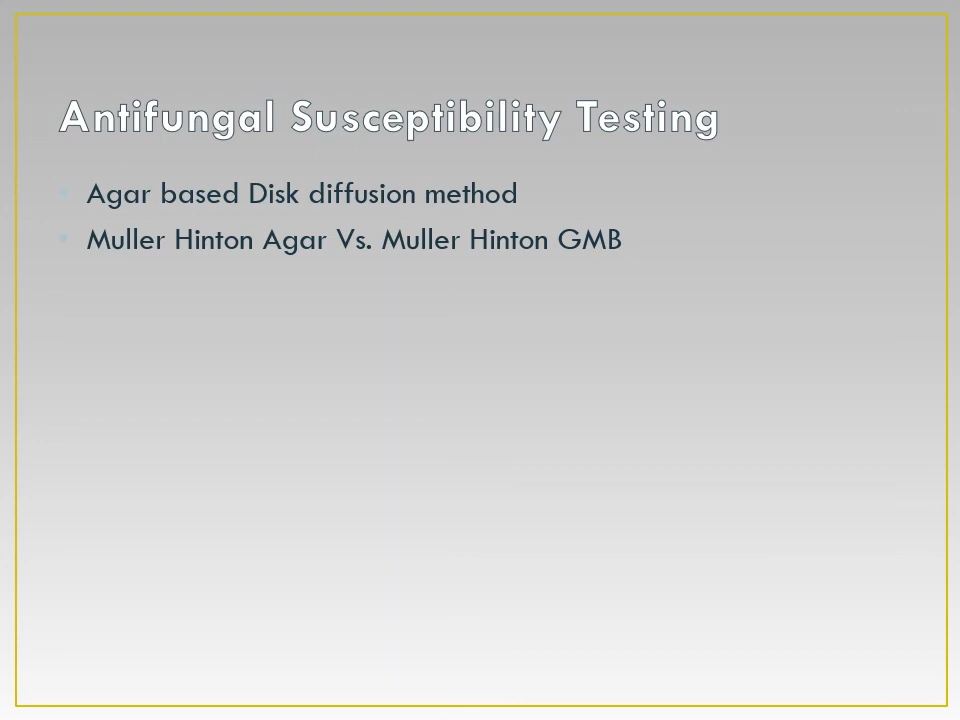 Antifungal Susceptibility Testing
Agar based Disk diffusion method
Muller Hinton Agar Vs. Muller Hinton GMB